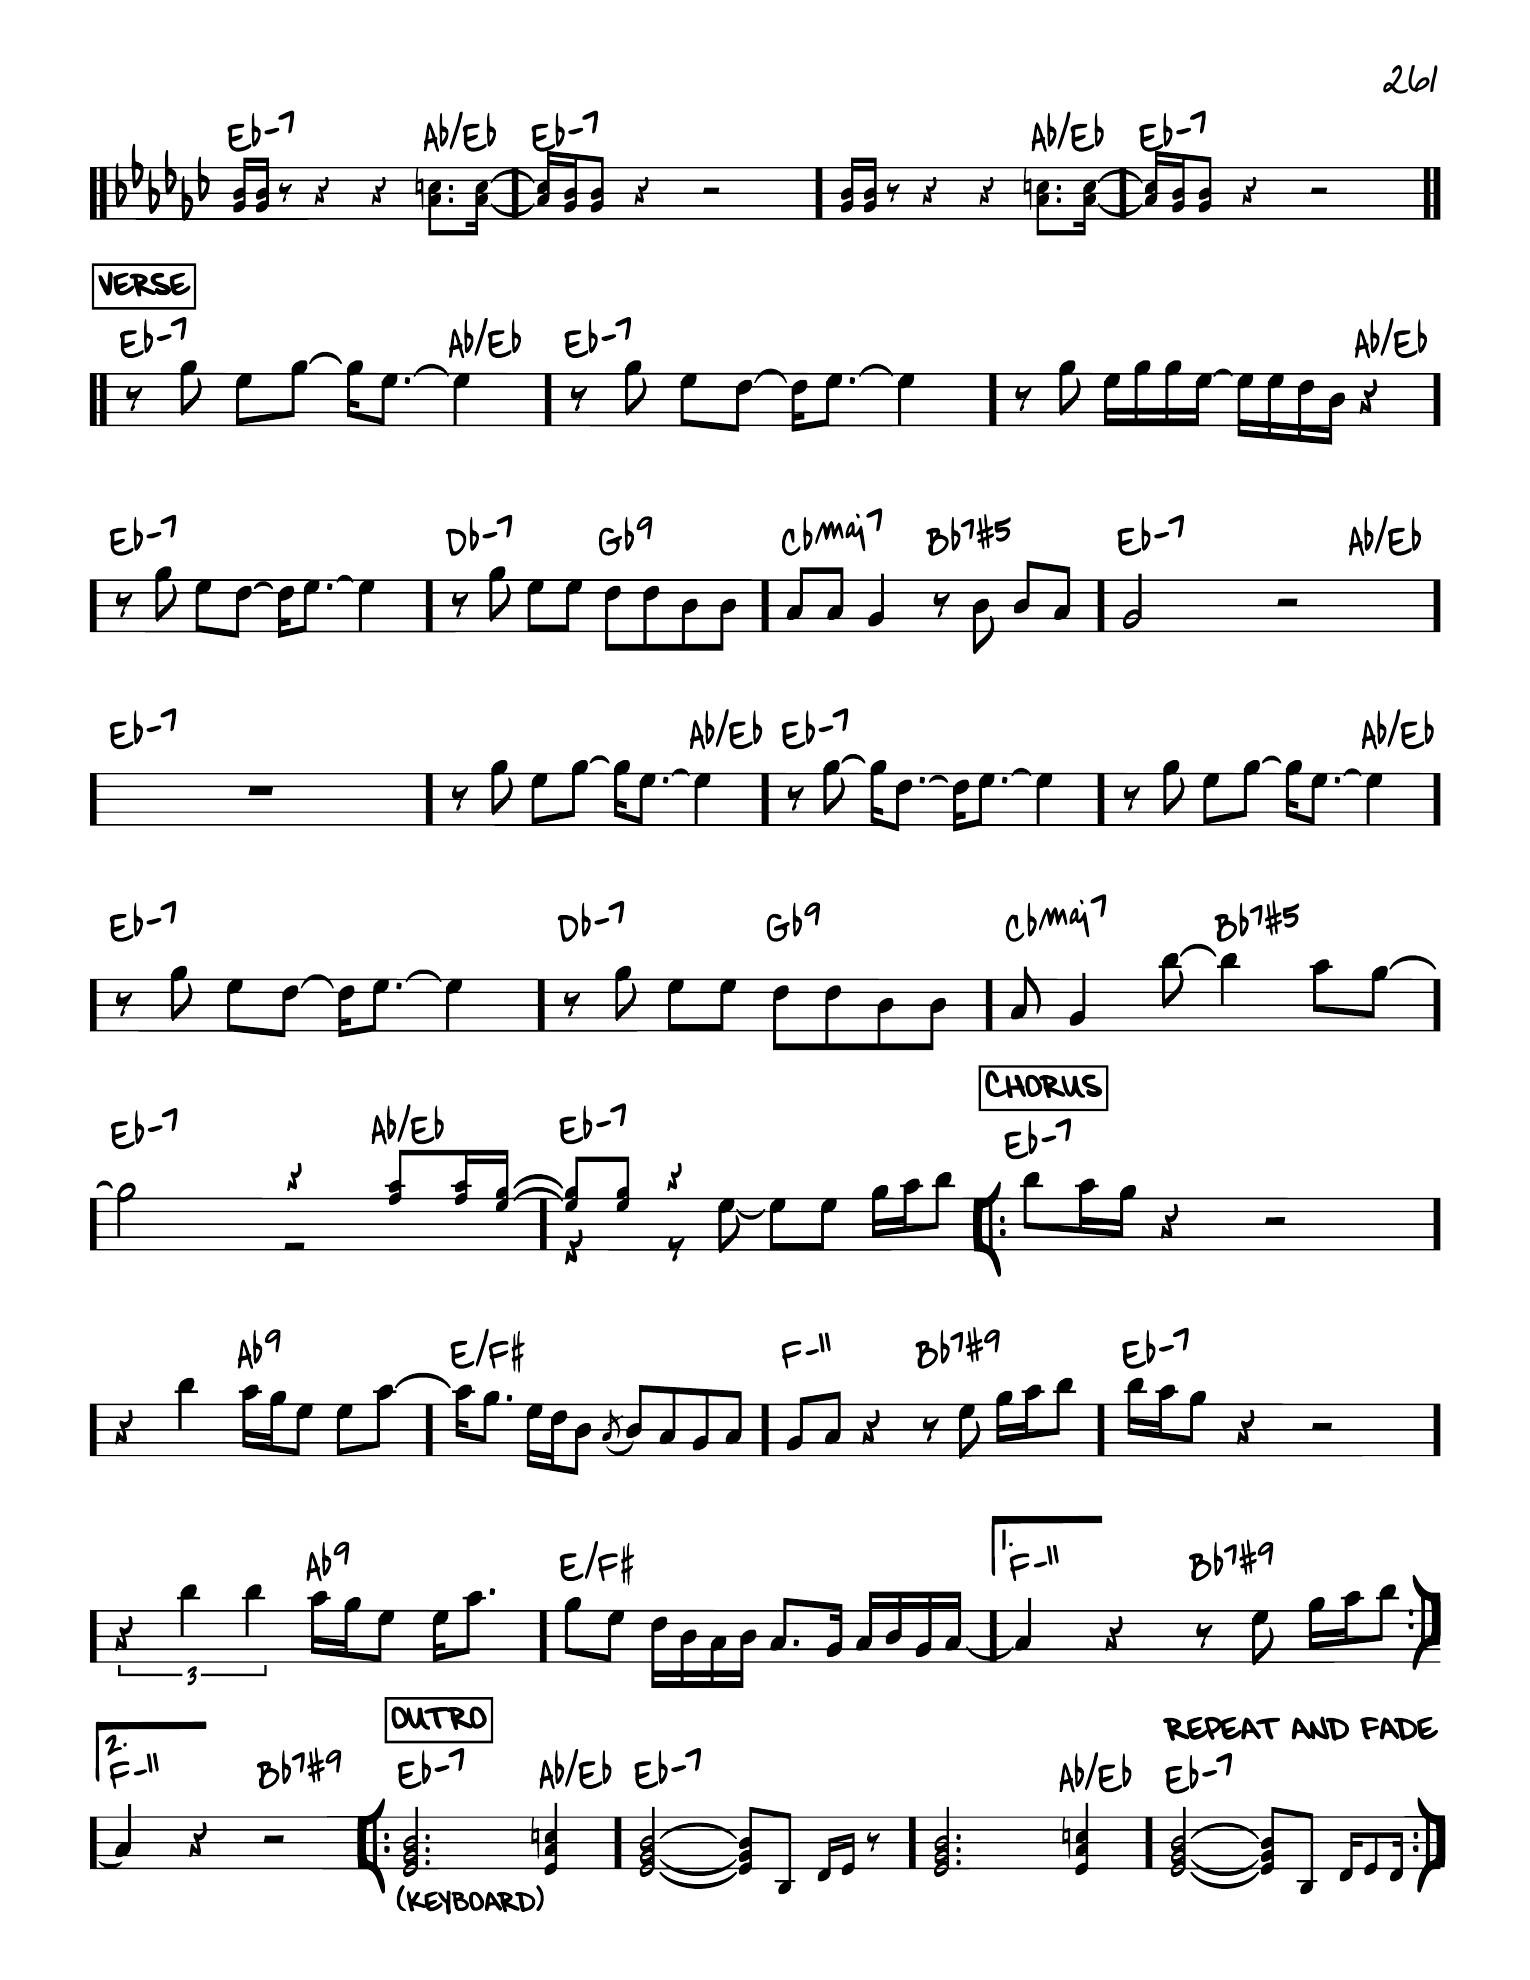 261
Eb-7 Ab/Eb Eb-7 Ab/Eb Eb-7
VERSE
Eb-7 Ab/Eb Eb-7 Ab/Eb
Eb-7 Db-7 Gb9 Cbmaj7 Bb7#5 Eb-7 Ab/Eb
Eb-7 Ab/Eb Eb-7 Ab/Eb
Eb-7 Db-7 Gb9 Cbmaj7 Bb7#5
CHORUS
Eb-7 Ab/Eb Eb-7 Eb-7
Ab9 E/F# F-11 Bb7#9 Eb-7
1.
Ab9 E/F# F-11 Bb7#9
3
OUTRO
REPEAT AND FADE
2.
F-11 Bb7#9 Eb-7 Ab/Eb Eb-7 Ab/Eb Eb-7
(KEYBOARD)